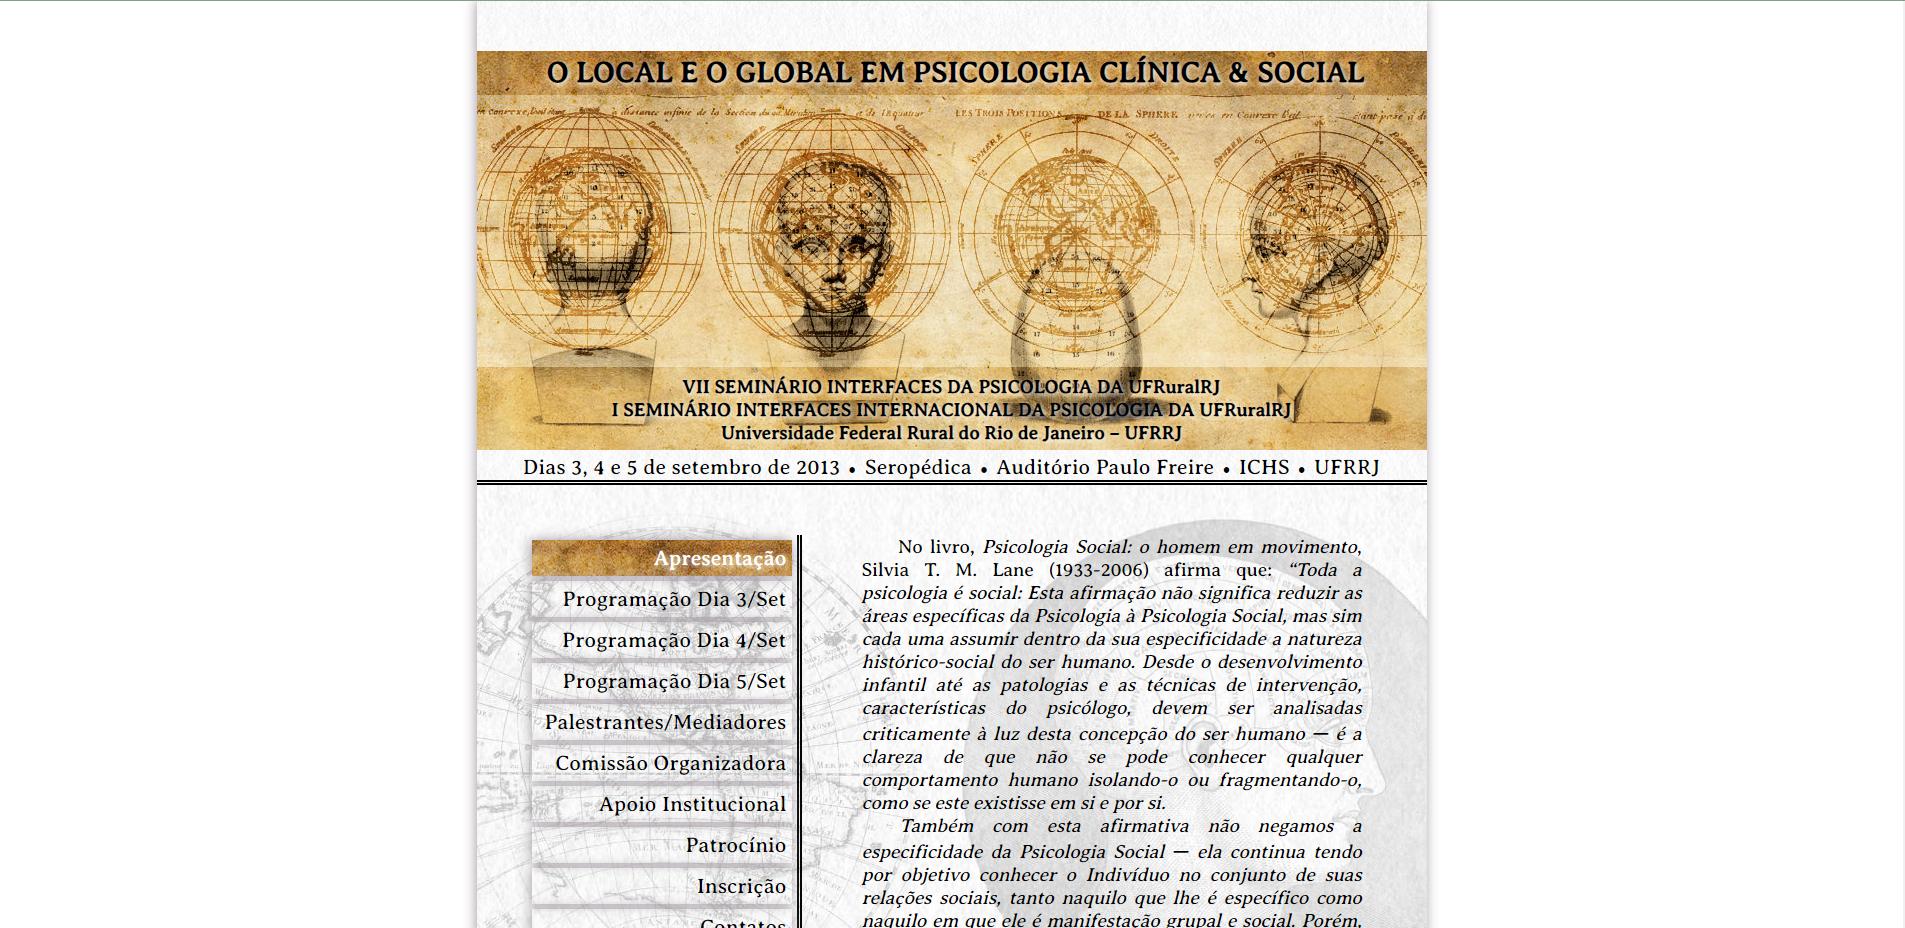 O LOCAL E O GLOBAL EM PSICOLOGIA CLÍNICA & SOCIAL
LES TROIS POSITIONS DE LA SPHERE
VII SEMINÁRIO INTERFACES DA PSICOLOGIA DA UFRuralRJ
I SEMINÁRIO INTERFACES INTERNACIONAL DA PSICOLOGIA DA UFRuralRJ
Universidade Federal Rural do Rio de Janeiro – UFRRJ
Dias 3, 4 e 5 de setembro de 2013 • Seropédica • Auditório Paulo Freire • ICHS • UFRRJ
Apresentação
Programação Dia 3/Set
Programação Dia 4/Set
Programação Dia 5/Set
Palestrantes/Mediadores
Comissão Organizadora
Apoio Institucional
Patrocínio
Inscrição
Contatos
No livro, Psicologia Social: o homem em movimento,
Silvia T. M. Lane (1933-2006) afirma que: “Toda a
psicologia é social: Esta afirmação não significa reduzir as
áreas específicas da Psicologia à Psicologia Social, mas sim
cada uma assumir dentro da sua especificidade a natureza
histórico-social do ser humano. Desde o desenvolvimento
infantil até as patologias e as técnicas de intervenção,
características do psicólogo, devem ser analisadas
criticamente à luz desta concepção do ser humano — é a
clareza de que não se pode conhecer qualquer
comportamento humano isolando-o ou fragmentando-o,
como se este existisse em si e por si.
Também com esta afirmativa não negamos a
especificidade da Psicologia Social — ela continua tendo
por objetivo conhecer o Indivíduo no conjunto de suas
relações sociais, tanto naquilo que lhe é específico como
naquilo em que ele é manifestação grupal e social. Porém,